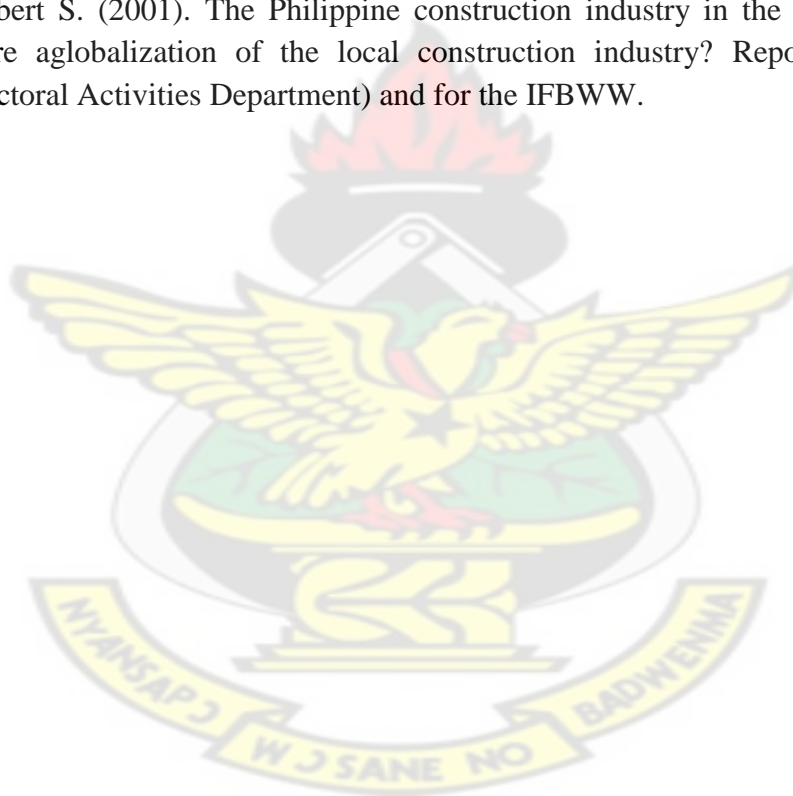 bert S. (2001). The Philippine construction industry in the
re aglobalization of the local construction industry? Repo
ctoral Activities Department) and for the IFBWW.
NYANSAPƆ
WƆSANE NO
BADWENMA